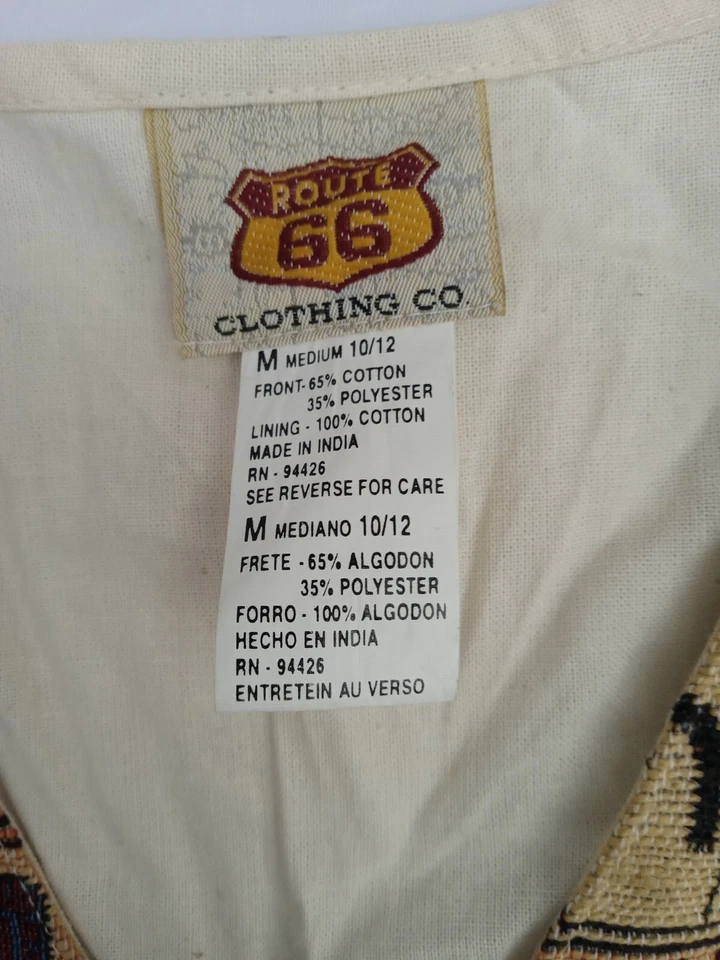 ROUTE
66
CLOTHING CO.
M MEDIUM 10/12
FRONT-65% COTTON
35% POLYESTER
LINING - 100% COTTON
MADE IN INDIA
RN - 94426
SEE REVERSE FOR CARE
M MEDIANO 10/12
FRETE - 65% ALGODON
35% POLYESTER
FORRO - 100% ALGODON
HECHO EN INDIA
RN - 94426
ENTRETEIN AU VERSO